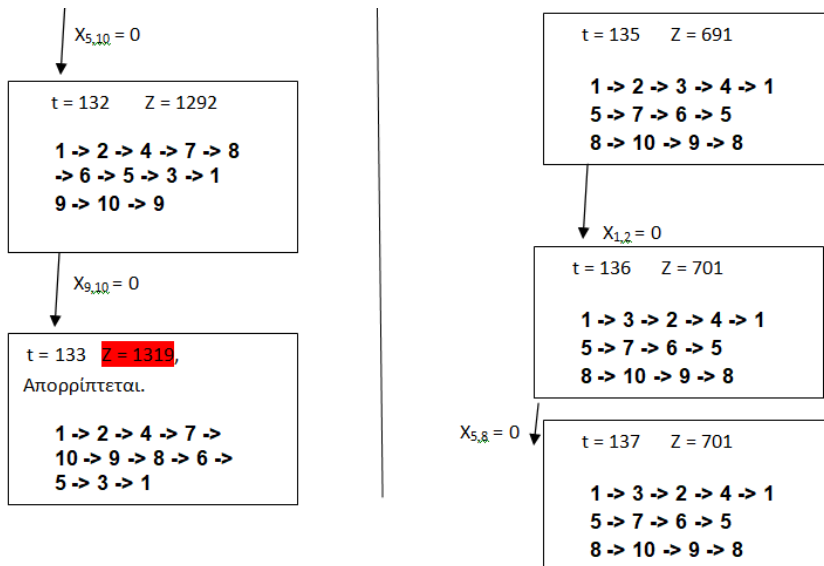 X5,10 = 0
t = 132 Z = 1292
1 -> 2 -> 4 -> 7 -> 8
-> 6 -> 5 -> 3 -> 1
9 -> 10 -> 9
X9,10 = 0
t = 133 Z = 1319,
Απορρίπτεται.
1 -> 2 -> 4 -> 7 ->
10 -> 9 -> 8 -> 6 ->
5 -> 3 -> 1
t = 135 Z = 691
1 -> 2 -> 3 -> 4 -> 1
5 -> 7 -> 6 -> 5
8 -> 10 -> 9 -> 8
X1,2 = 0
t = 136 Z = 701
1 -> 3 -> 2 -> 4 -> 1
5 -> 7 -> 6 -> 5
8 -> 10 -> 9 -> 8
X5,8 = 0
t = 137 Z = 701
1 -> 3 -> 2 -> 4 -> 1
5 -> 7 -> 6 -> 5
8 -> 10 -> 9 -> 8